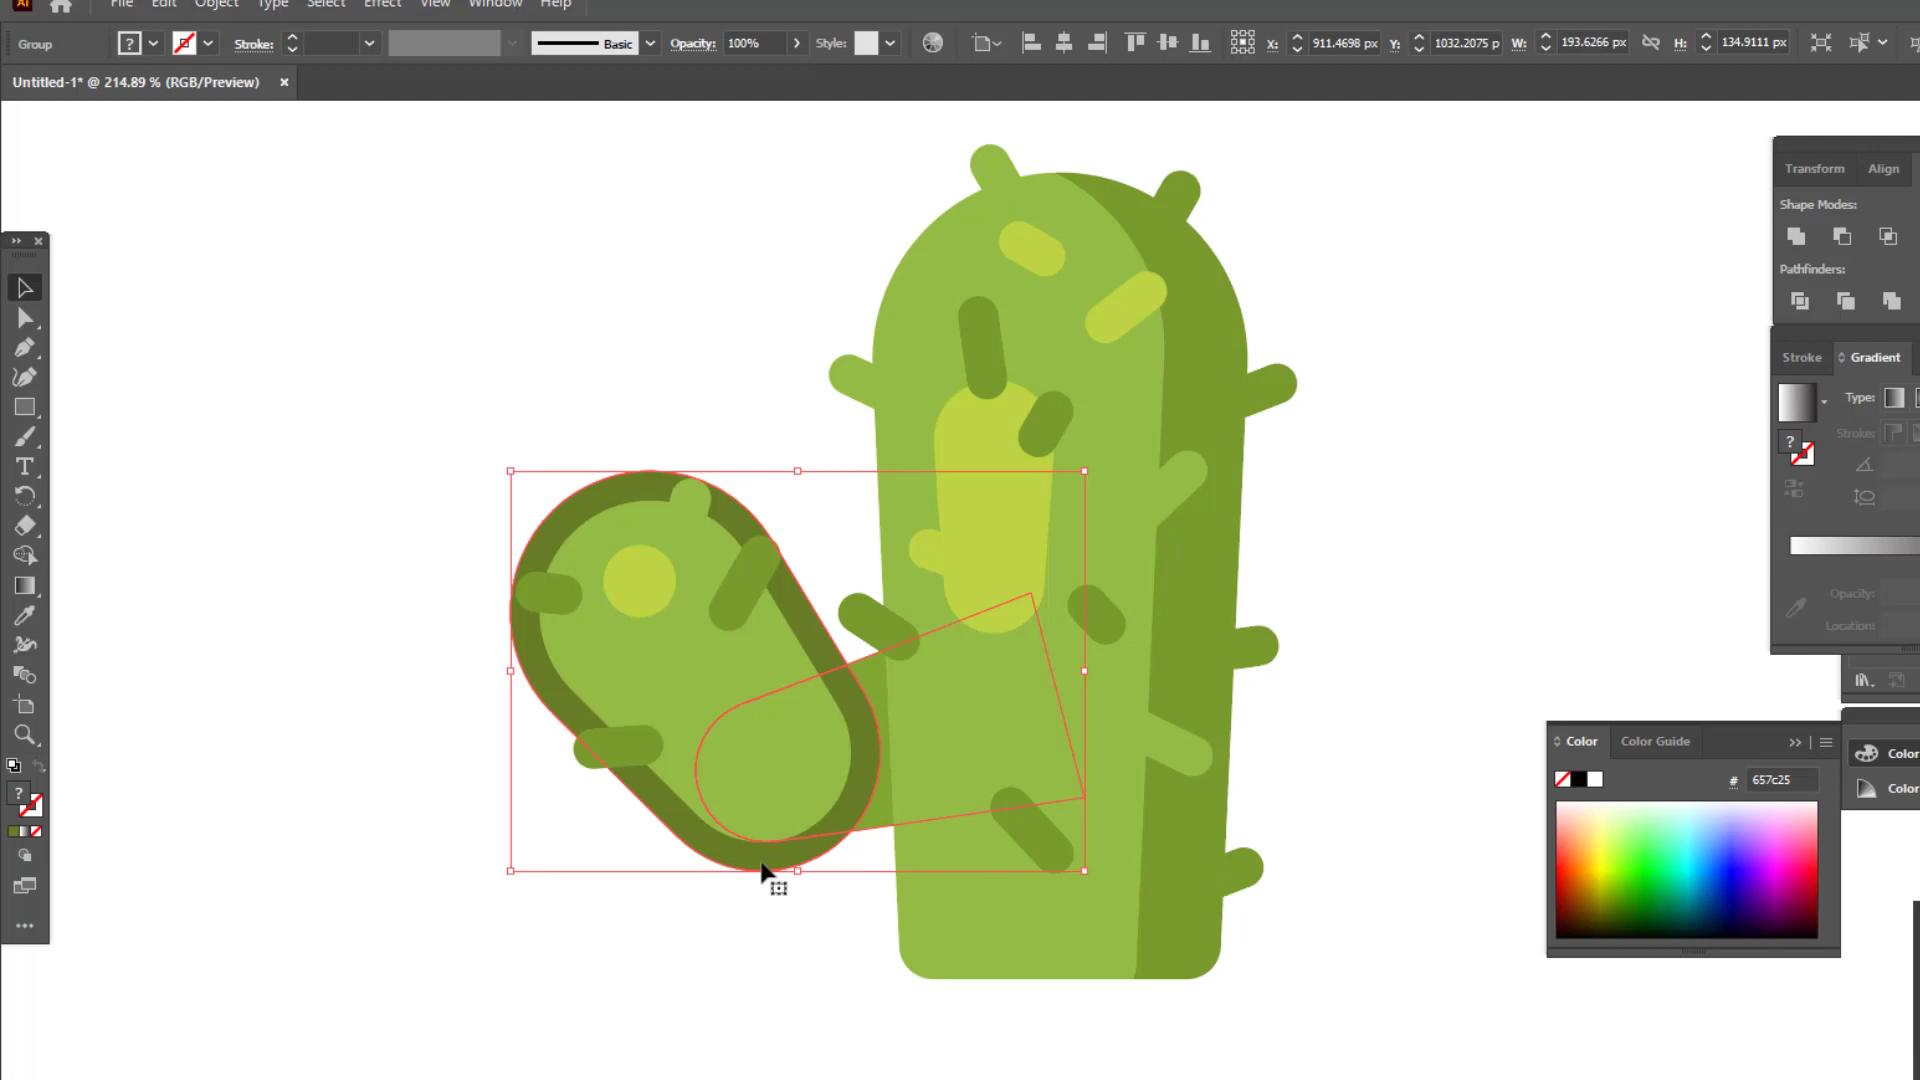 Ai File Edit Object Type Select Effect View Window Help
Group ? Stroke: Basic Opacity: 100% Style: X: 911.4698 px Y: 1032.2075 p W: 193.6266 px H: 134.9111 px
Untitled-1* @ 214.89 % (RGB/Preview)
Transform Align
Shape Modes:
Pathfinders:
Stroke Gradient
Type:
?
Stroke:
T
Opacity:
Location:
Color Color Guide
# 657c25
Color
Color
?